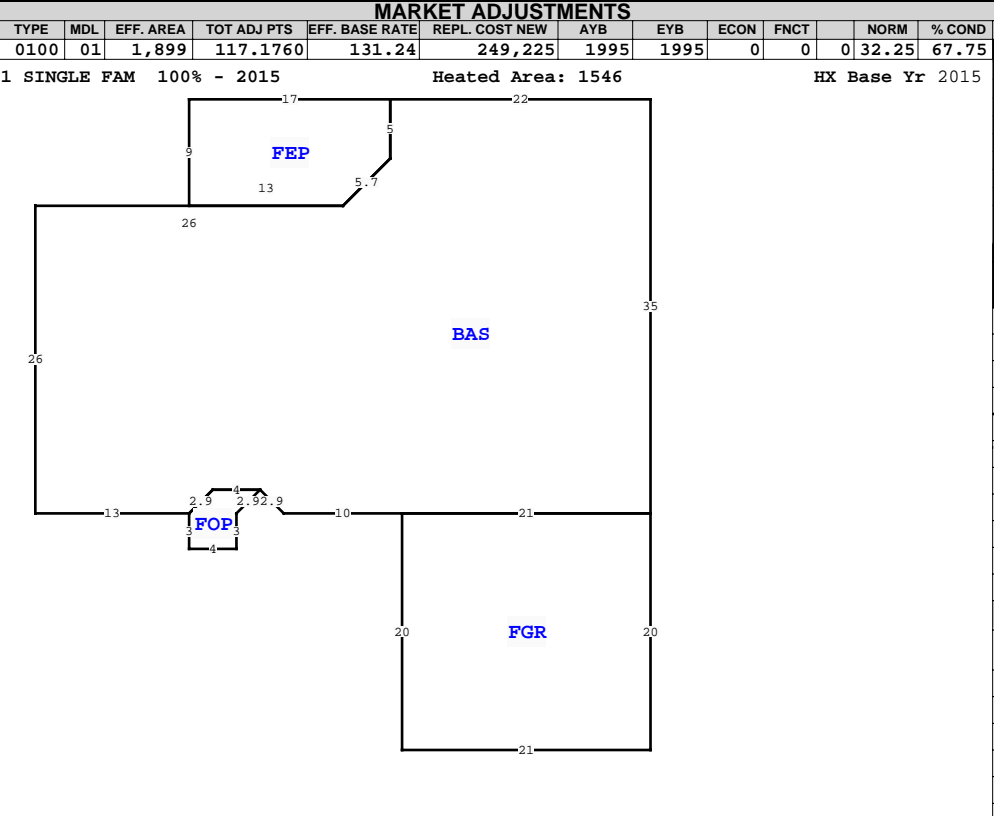 MARKET ADJUSTMENTS
TYPE MDL EFF. AREA TOT ADJ PTS EFF. BASE RATE REPL. COST NEW AYB EYB ECON FNCT NORM % COND
0100 01 1,899 117.1760 131.24 249,225 1995 1995 0 0 0 32.25 67.75
1 SINGLE FAM 100% - 2015 Heated Area: 1546 HX Base Yr 2015
17 22
5
9 FEP
5.7
13
26
35
BAS
26
4
2.9 2.9 2.9
13 10 21
3 FOP 3
4
20 FGR 20
21